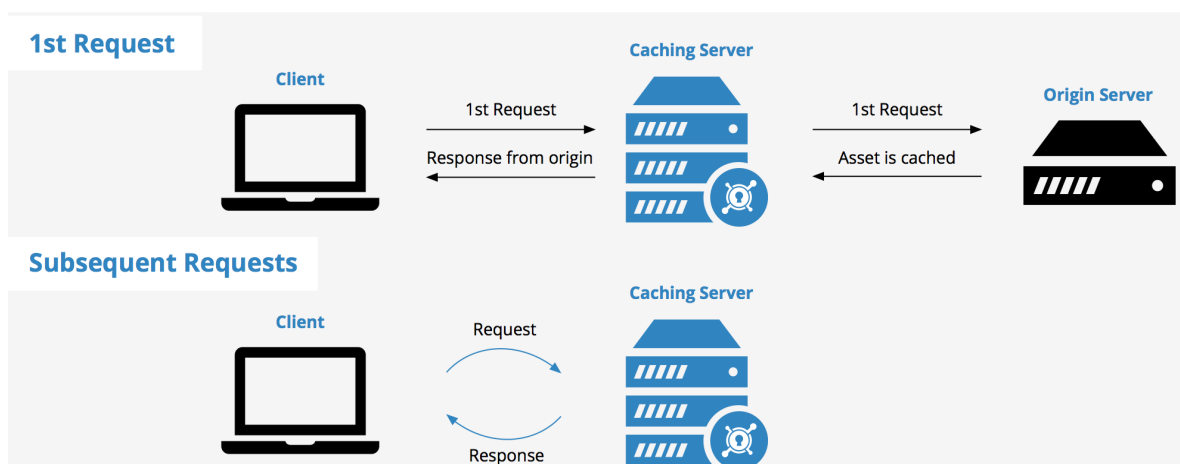 1st Request
Client
Caching Server
Origin Server
1st Request
1st Request
Response from origin
Asset is cached
Subsequent Requests
Client
Caching Server
Request
Response